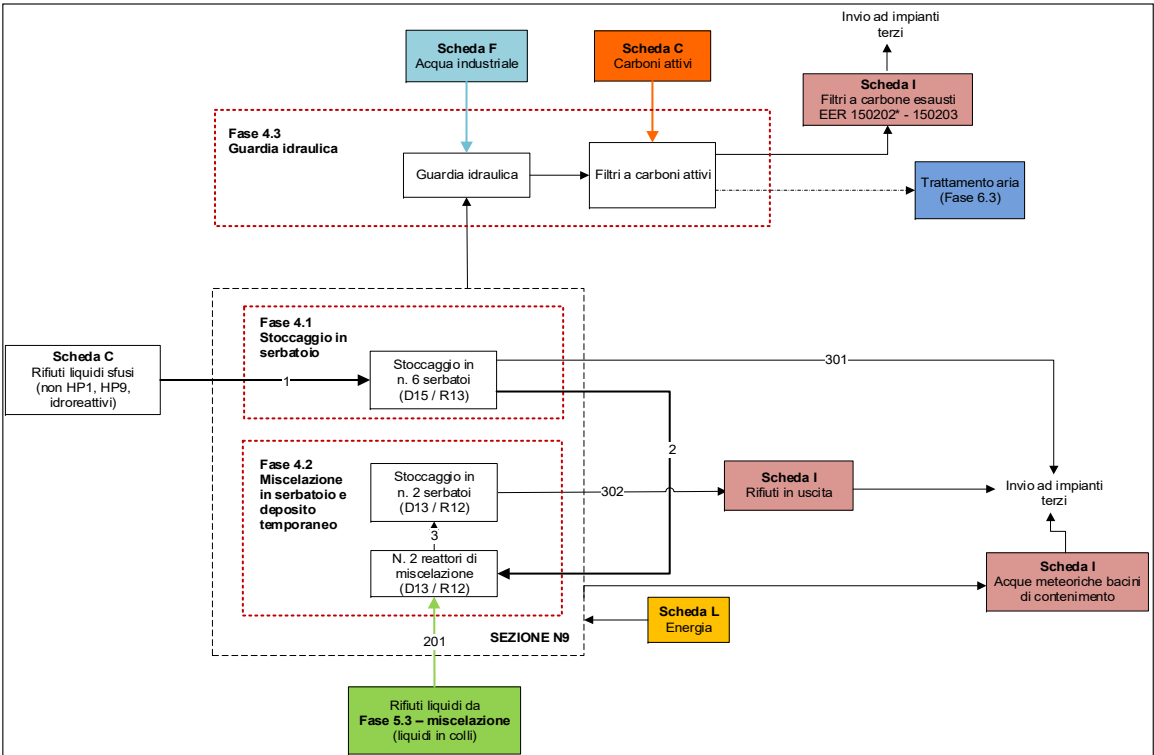 Invio ad impianti
terzi
Scheda F
Acqua industriale
Scheda C
Carboni attivi
Scheda I
Filtri a carbone esausti
EER 150202* - 150203
Fase 4.3
Guardia idraulica
Guardia idraulica
Filtri a carboni attivi
Trattamento aria
(Fase 6.3)
Fase 4.1
Stoccaggio in
serbatoio
Scheda C
Rifiuti liquidi sfusi
(non HP1, HP9,
idroreattivi)
1
Stoccaggio in
n. 6 serbatoi
(D15 / R13)
301
2
Fase 4.2
Miscelazione
in serbatoio e
deposito
temporaneo
Stoccaggio in
n. 2 serbatoi
(D13 / R12)
302
Scheda I
Rifiuti in uscita
Invio ad impianti
terzi
3
N. 2 reattori di
miscelazione
(D13 / R12)
Scheda I
Acque meteoriche bacini
di contenimento
201
SEZIONE N9
Scheda L
Energia
Rifiuti liquidi da
Fase 5.3 – miscelazione
(liquidi in colli)